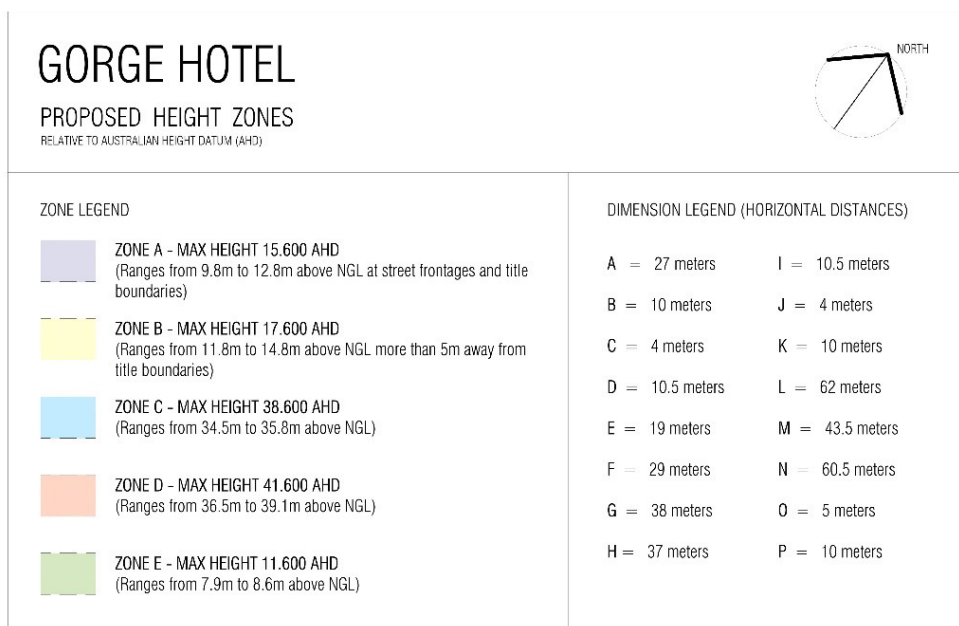 GORGE HOTEL
PROPOSED HEIGHT ZONES
RELATIVE TO AUSTRALIAN HEIGHT DATUM (AHD)
NORTH
ZONE LEGEND
ZONE A - MAX HEIGHT 15.600 AHD
(Ranges from 9.8m to 12.8m above NGL at street frontages and title
boundaries)
ZONE B - MAX HEIGHT 17.600 AHD
(Ranges from 11.8m to 14.8m above NGL more than 5m away from
title boundaries)
ZONE C - MAX HEIGHT 38.600 AHD
(Ranges from 34.5m to 35.8m above NGL)
ZONE D - MAX HEIGHT 41.600 AHD
(Ranges from 36.5m to 39.1m above NGL)
ZONE E - MAX HEIGHT 11.600 AHD
(Ranges from 7.9m to 8.6m above NGL)
DIMENSION LEGEND (HORIZONTAL DISTANCES)
A = 27 meters
B = 10 meters
C = 4 meters
D = 10.5 meters
E = 19 meters
F = 29 meters
G = 38 meters
H = 37 meters
I = 10.5 meters
J = 4 meters
K = 10 meters
L = 62 meters
M = 43.5 meters
N = 60.5 meters
O = 5 meters
P = 10 meters